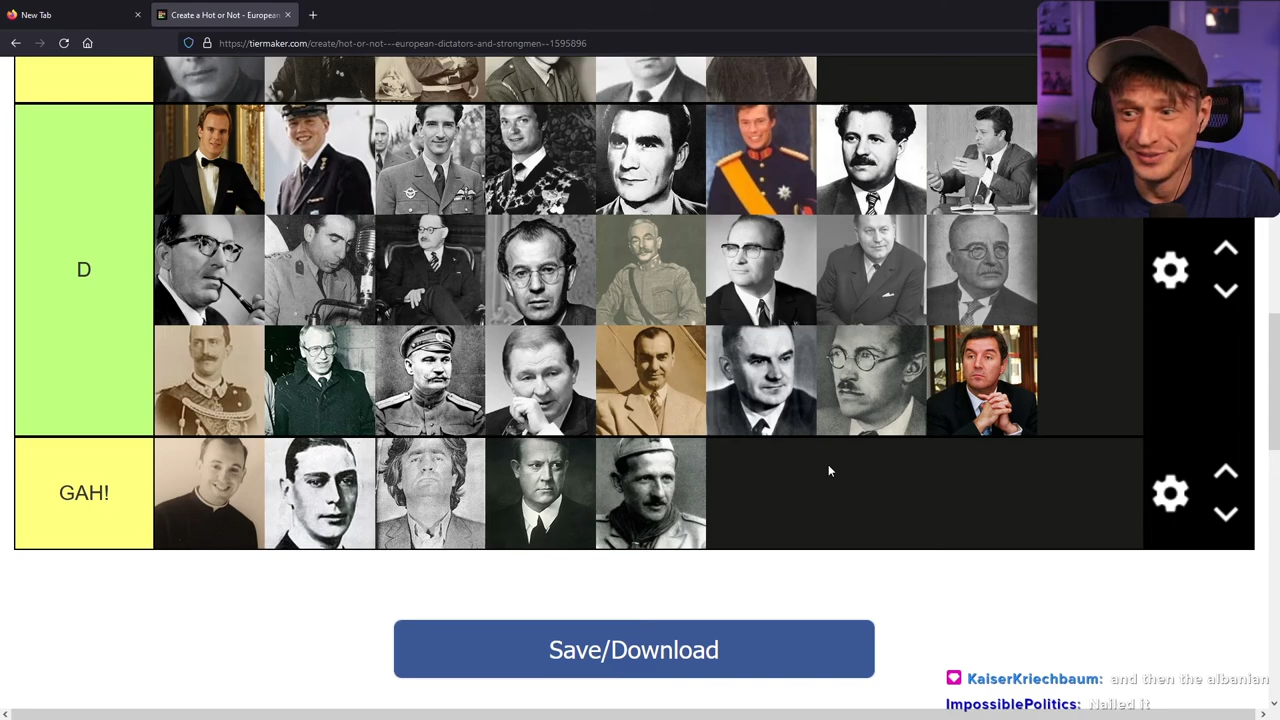 New Tab
Create a Hot or Not - European
https://tiermaker.com/create/hot-or-not---european-dictators-and-strongmen--1595896
D
GAH!
Save/Download
KaiserKriechbaum: and then the albanian
ImpossiblePolitics: Nailed it